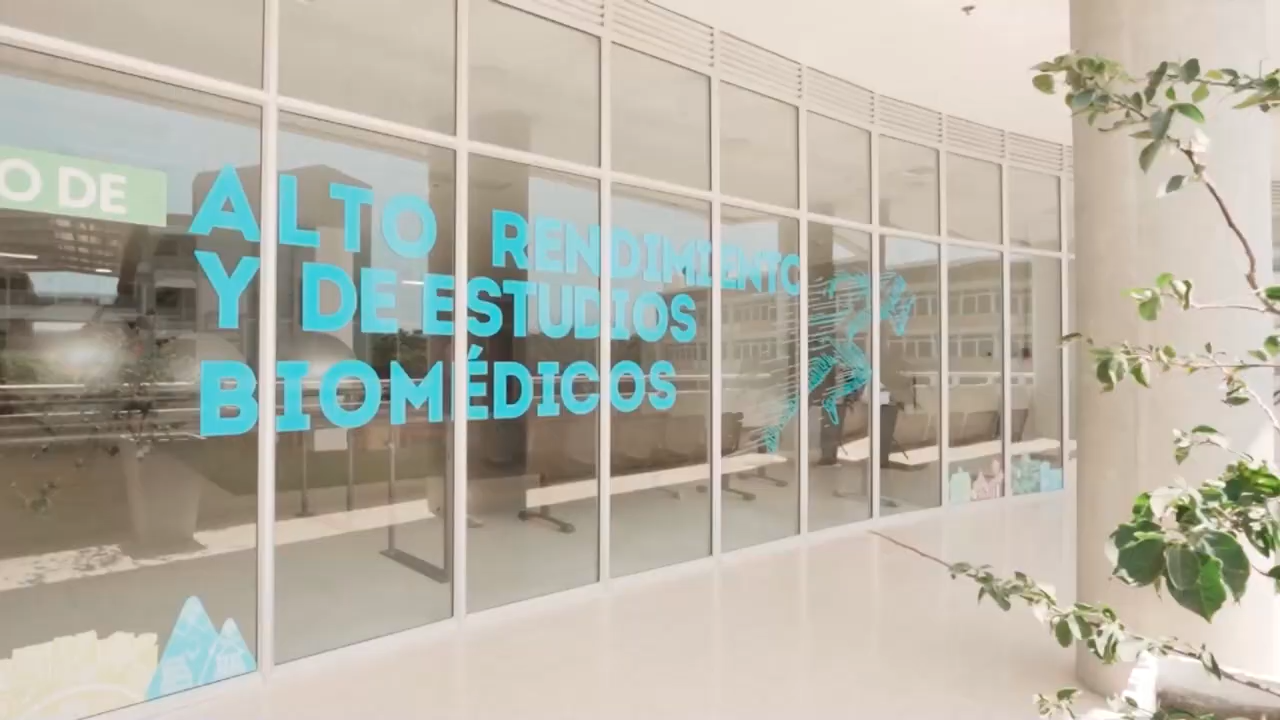 O DE
ALTO RENDIMIENTO
Y DE ESTUDIOS
BIOMÉDICOS